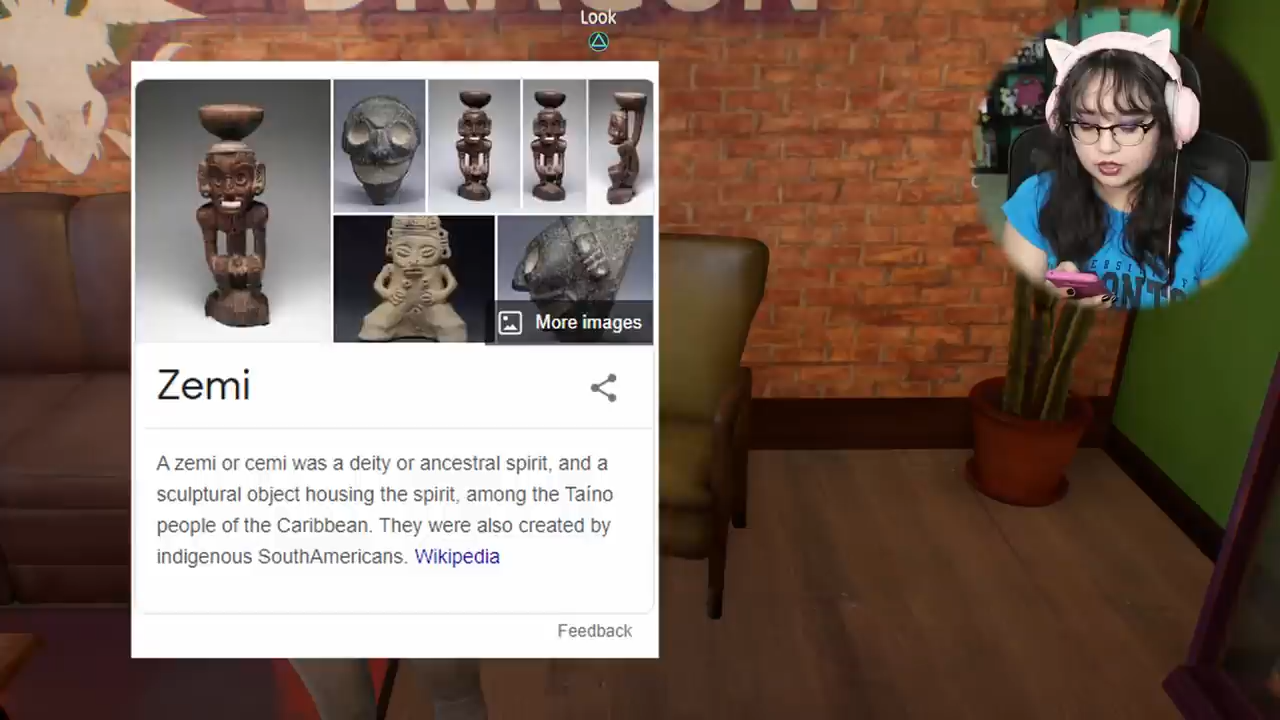 DRAGON
Look
More images
Zemi
A zemi or cemi was a deity or ancestral spirit, and a
sculptural object housing the spirit, among the Taíno
people of the Caribbean. They were also created by
indigenous SouthAmericans. Wikipedia
Feedback